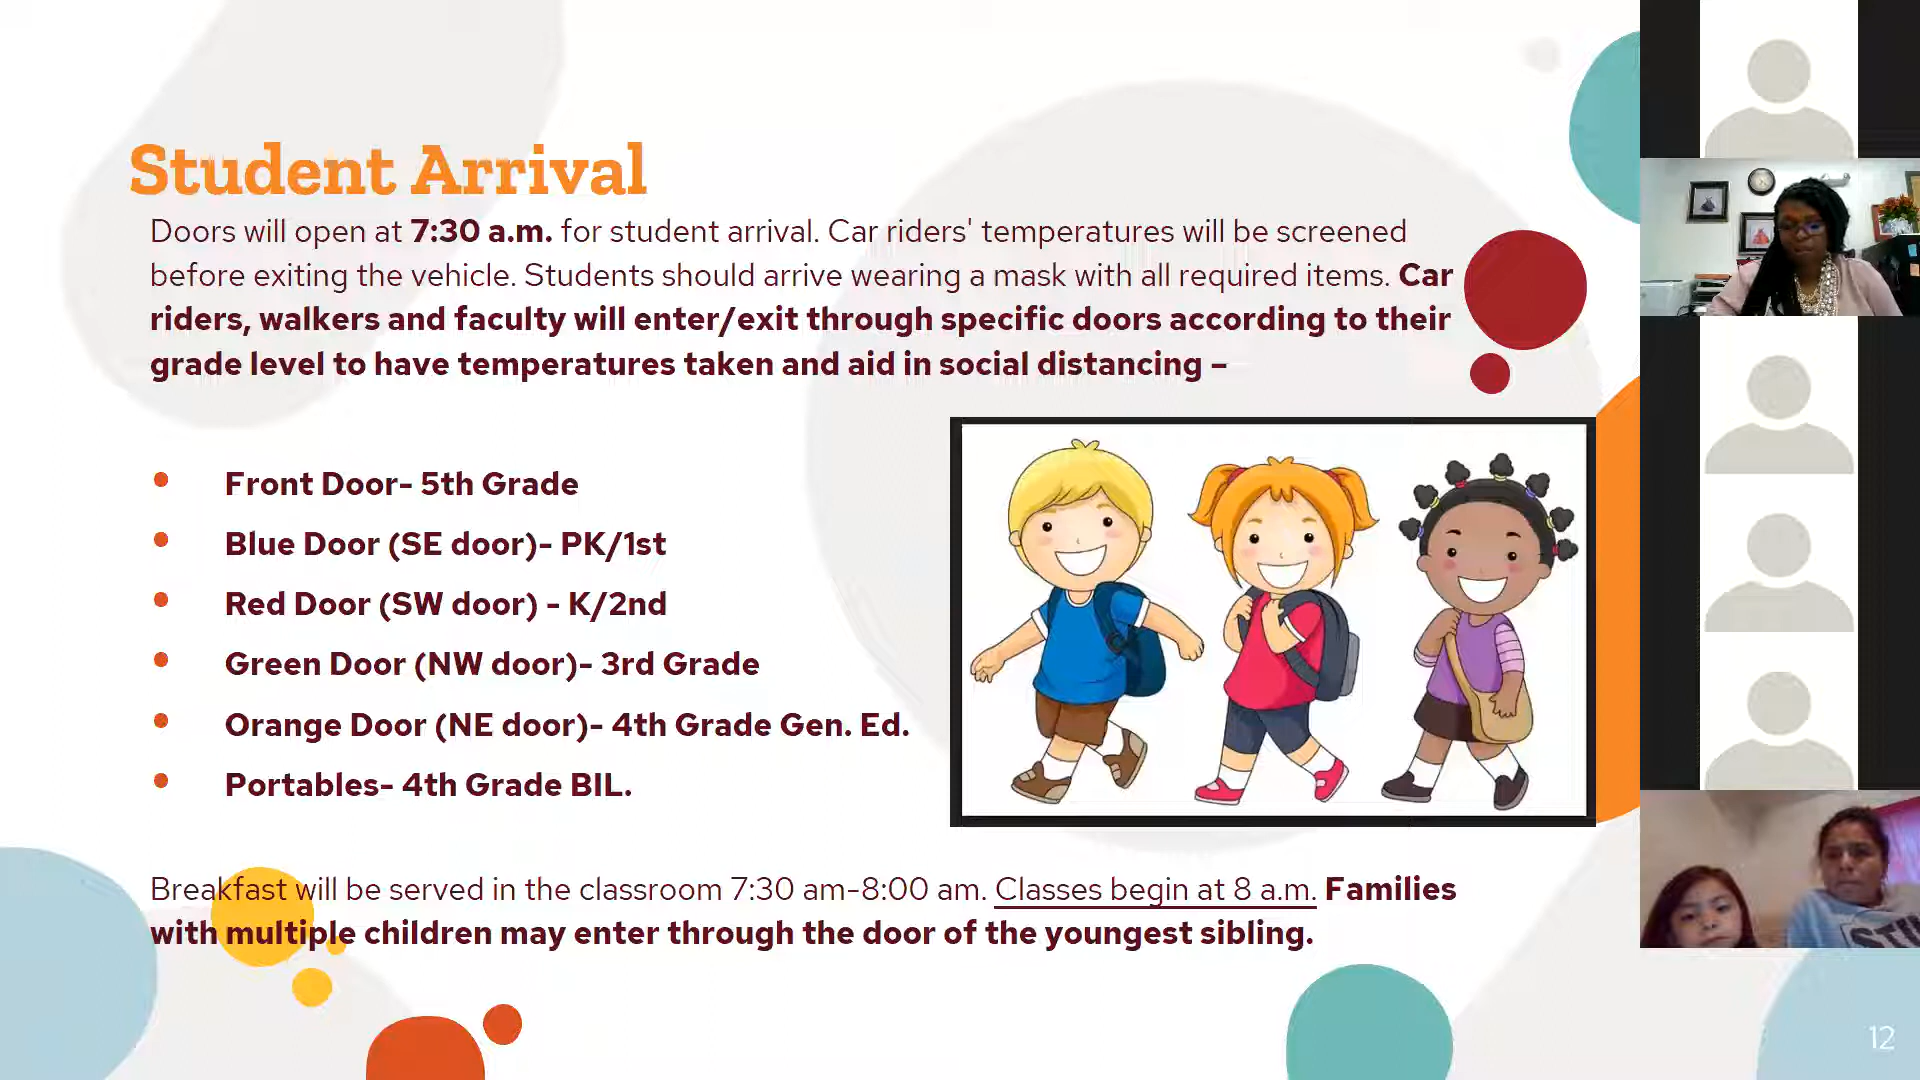 Student Arrival
Doors will open at 7:30 a.m. for student arrival. Car riders' temperatures will be screened
before exiting the vehicle. Students should arrive wearing a mask with all required items. Car
riders, walkers and faculty will enter/exit through specific doors according to their
grade level to have temperatures taken and aid in social distancing –
• Front Door- 5th Grade
• Blue Door (SE door)- PK/1st
• Red Door (SW door) - K/2nd
• Green Door (NW door)- 3rd Grade
• Orange Door (NE door)- 4th Grade Gen. Ed.
• Portables- 4th Grade BIL.
Breakfast will be served in the classroom 7:30 am-8:00 am. Classes begin at 8 a.m. Families
with multiple children may enter through the door of the youngest sibling.
12